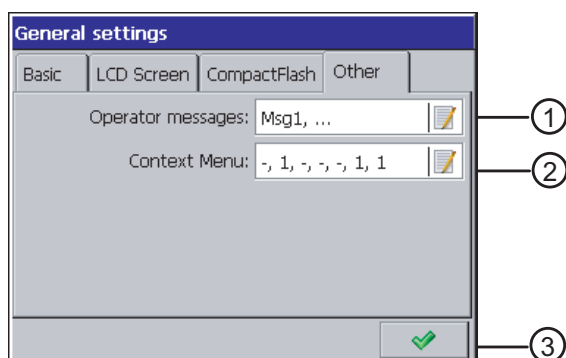 General settings
Basic LCD Screen CompactFlash Other
Operator messages: Msg1, ... 1
Context Menu: -, 1, -, -, -, 1, 1 2
3